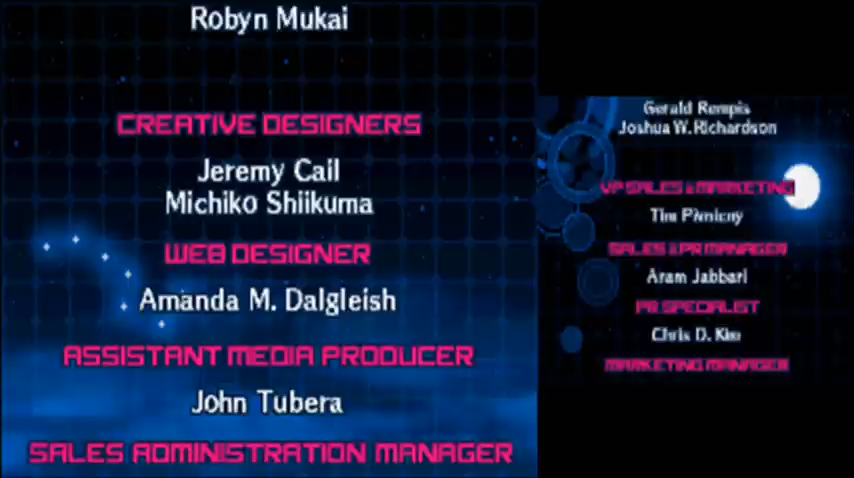 Robyn Mukai
CREATIVE DESIGNERS
Jeremy Cail
Michiko Shiikuma
WEB DESIGNER
Amanda M. Dalgleish
ASSISTANT MEDIA PRODUCER
John Tubera
SALES ADMINISTRATION MANAGER
Gerald Rempis
Joshua W. Richardson
VP SALES & MARKETING
Tim Pivnicny
SALES & PR MANAGER
Aram Jabbari
PR SPECIALIST
Chris D. Kim
MARKETING MANAGER